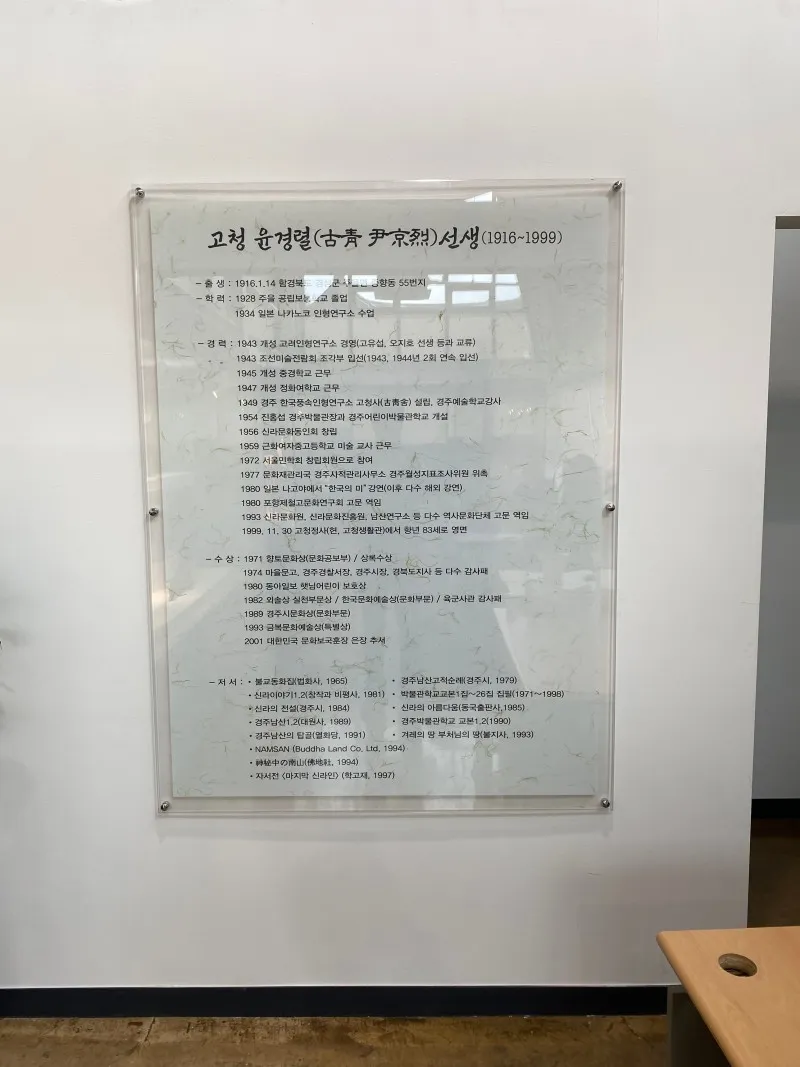 고청 윤경렬(古靑 尹京烈)선생(1916~1999)
– 출 생 : 1916.1.14 함경북도 주을면 중향동 55번지
– 학 력 : 1928 주을 공립보통학교 졸업
1934 일본 나카노코 인형연구소 수업
– 경 력 : 1943 개성 고려인형연구소 경영(고유섭, 오지호 선생 등과 교류)
1943 조선미술전람회 조각부 입선(1943, 1944년 2회 연속 입선)
1945 개성 중경학교 근무
1947 개성 정화여학교 근무
1349 경주 한국풍속인형연구소 고청사(古靑舍) 설립, 경주예술학교강사
1954 진홍섭 경주박물관장과 경주어린이박물관학교 개설
1956 신라문화동인회 창립
1959 근화여자중고등학교 미술 교사 근무
1972 서울민학회 창립회원으로 참여
1977 문화재관리국 경주사적관리사무소 경주월성지표조사위원 위촉
1980 일본 나고야에서 "한국의 미" 강연(이후 다수 해외 강연)
1980 포항제철고문화연구회 고문 역임
1993 신라문화원, 신라문화진흥원, 남산연구소 등 다수 역사문화단체 고문 역임
1999, 11, 30 고청정사(현, 고청생활관)에서 향년 83세로 영면
– 수 상 : 1971 향토문화상(문화공보부) / 상록수상
1974 마을문고, 경주경찰서장, 경주시장, 경북도지사 등 다수 감사패
1980 동아일보 햇님어린이 보호상
1982 외솔상 실천부문상 / 한국문화예술상(문화부문) / 육군사관 감사패
1989 경주시문화상(문화부문)
1993 금복문화예술상(특별상)
2001 대한민국 문화보국훈장 은장 추서
– 저 서 : • 불교동화집(법화사, 1965)
• 신라이야기1,2(창작과 비평사, 1981)
• 신라의 전설(경주시, 1984)
• 경주남산1,2(대원사, 1989)
• 경주남산의 탑골(열화당, 1991)
• NAMSAN (Buddha Land Co, Ltd, 1994)
• 神秘中の南山(佛地社, 1994)
• 자서전 〈마지막 신라인〉 (학고재, 1997)
• 경주남산고적순례(경주시, 1979)
• 박물관학교교본1집~26집 집필(1971~1998)
• 신라의 아름다움(동국출판사,1985)
• 경주박물관학교 교본1,2(1990)
• 겨레의 땅 부처님의 땅(불지사, 1993)